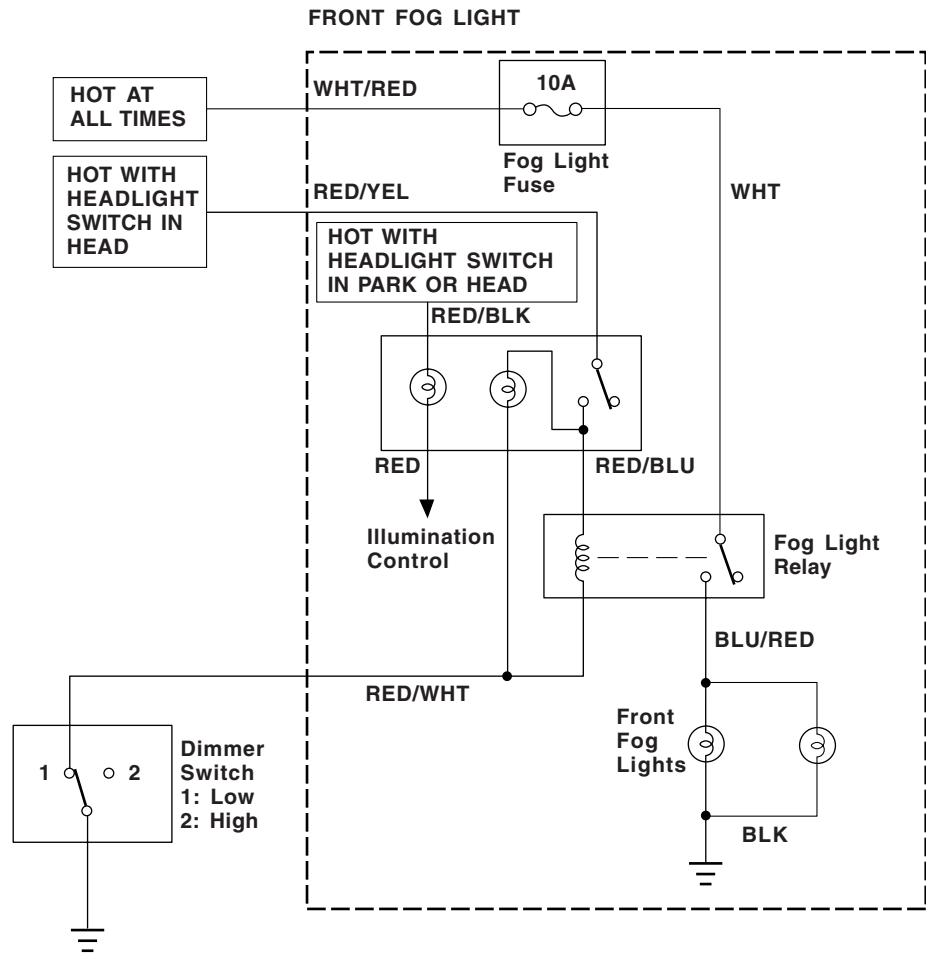 FRONT FOG LIGHT
HOT AT
ALL TIMES
WHT/RED
10A
Fog Light
Fuse
HOT WITH
HEADLIGHT
SWITCH IN
HEAD
RED/YEL
WHT
HOT WITH
HEADLIGHT SWITCH
IN PARK OR HEAD
RED/BLK
RED
RED/BLU
Illumination
Control
Fog Light
Relay
BLU/RED
RED/WHT
Front
Fog
Lights
1
2
Dimmer
Switch
1: Low
2: High
BLK